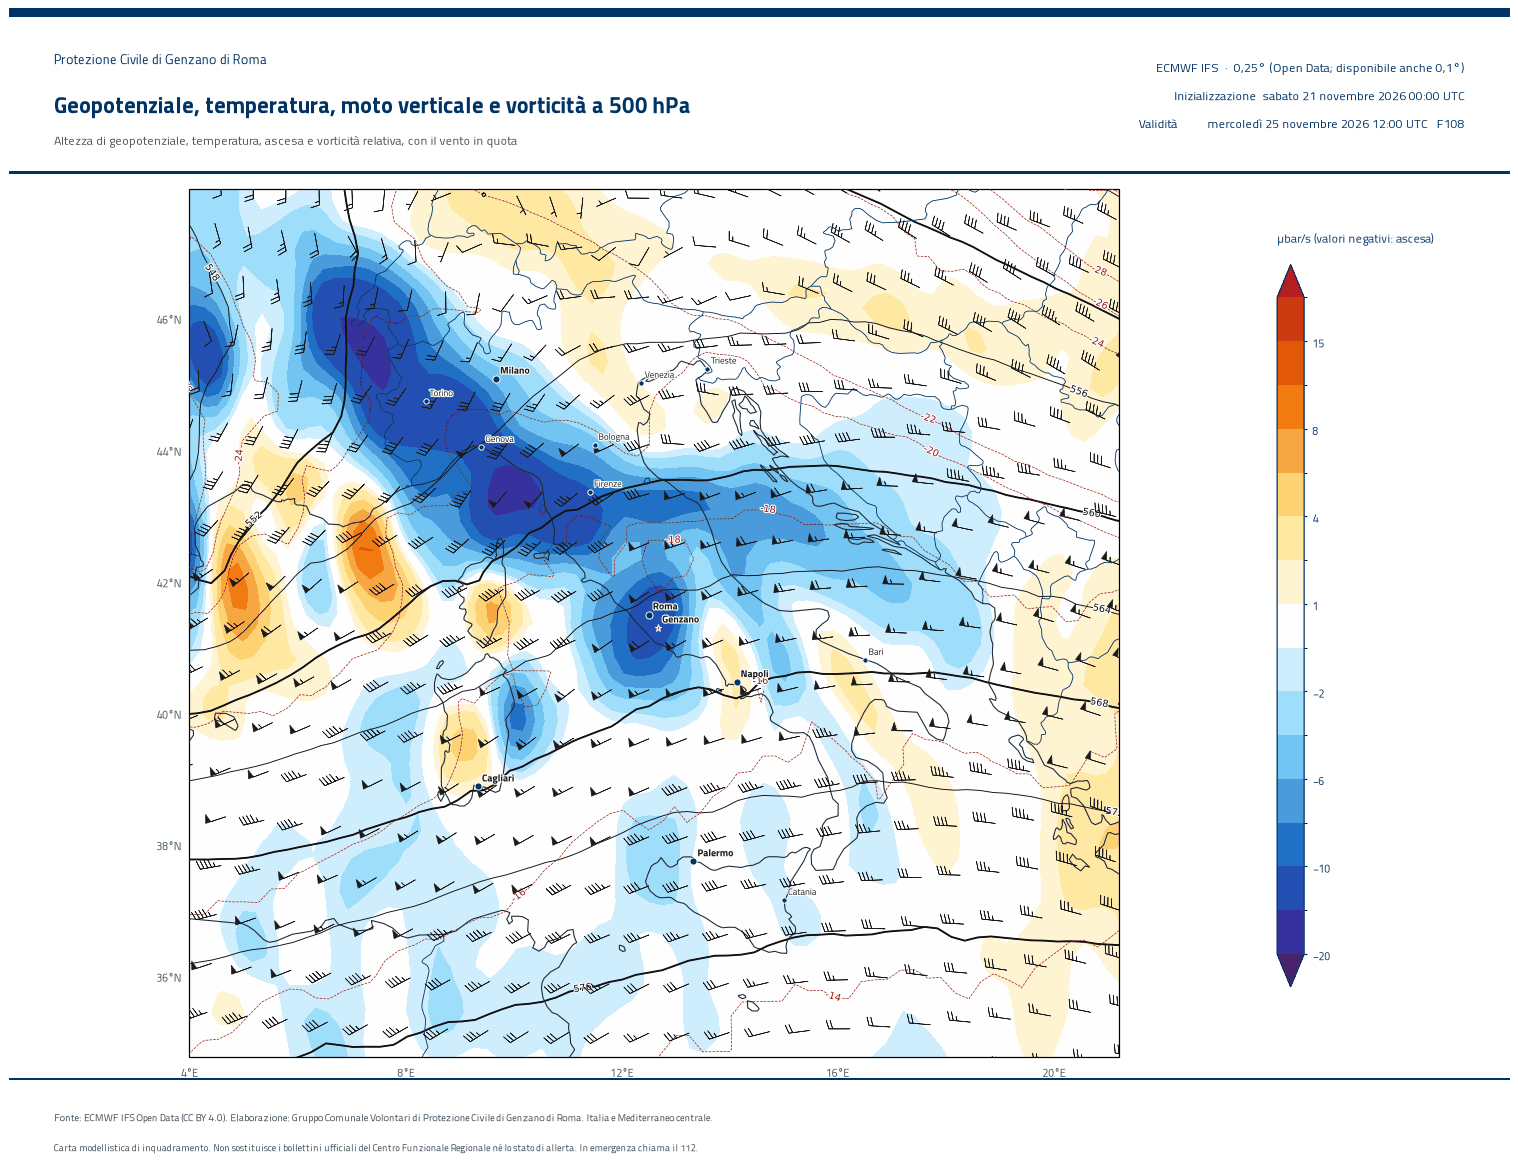 Protezione Civile di Genzano di Roma
Geopotenziale, temperatura, moto verticale e vorticità a 500 hPa
Altezza di geopotenziale, temperatura, ascesa e vorticità relativa, con il vento in quota
ECMWF IFS · 0,25° (Open Data; disponibile anche 0,1°)
Inizializzazione sabato 21 novembre 2026 00:00 UTC
Validità mercoledì 25 novembre 2026 12:00 UTC F108
µbar/s (valori negativi: ascesa)
15
8
4
1
−2
−6
−10
−20
46°N
44°N
42°N
40°N
38°N
36°N
4°E
8°E
12°E
16°E
20°E
548
-28
-26
-24
556
-22
-20
-24
552
-18
560
-18
564
-16
568
572
-16
576
-14
Milano
Torino
Venezia
Trieste
Genova
Bologna
Firenze
Roma
Genzano
Bari
Napoli
Cagliari
Palermo
Catania
Fonte: ECMWF IFS Open Data (CC BY 4.0). Elaborazione: Gruppo Comunale Volontari di Protezione Civile di Genzano di Roma. Italia e Mediterraneo centrale.
Carta modellistica di inquadramento. Non sostituisce i bollettini ufficiali del Centro Funzionale Regionale né lo stato di allerta. In emergenza chiama il 112.